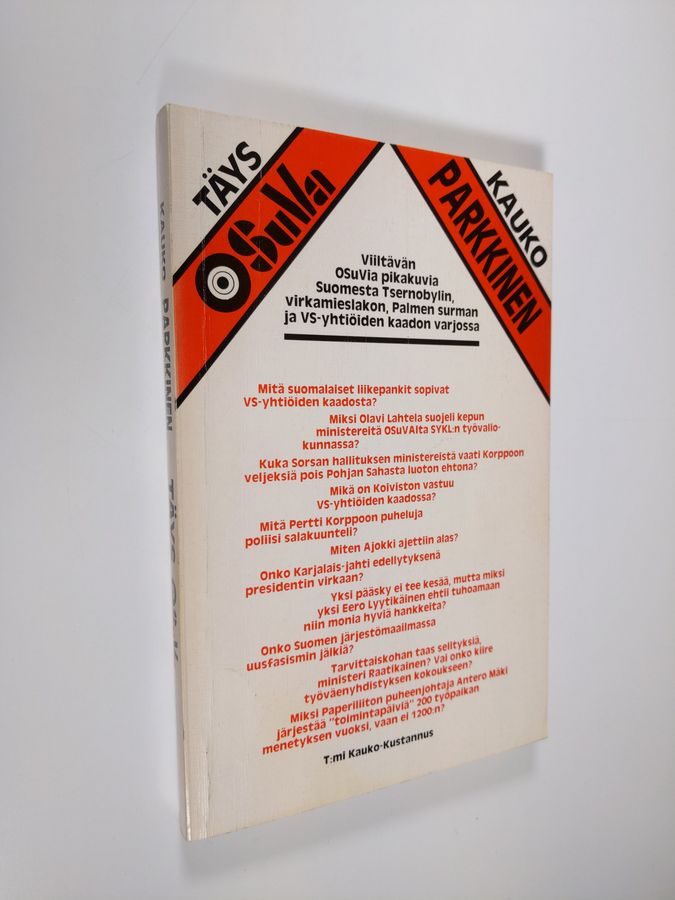 TÄYS
OSuVa
KAUKO
PARKKINEN
Viiltävän
OSuVia pikakuvia
Suomesta Tsernobylin,
virkamieslakon, Palmen surman
ja VS-yhtiöiden kaadon varjossa
Mitä suomalaiset liikepankit sopivat
VS-yhtiöiden kaadosta?
Miksi Olavi Lahtela suojeli kepun
ministereitä OSuVAlta SYKL:n työvalio-
kunnassa?
Kuka Sorsan hallituksen ministereistä vaati Korppoon
veljeksiä pois Pohjan Sahasta luoton ehtona?
Mikä on Koiviston vastuu
VS-yhtiöiden kaadossa?
Mitä Pertti Korppoon puheluja
poliisi salakuunteli?
Miten Ajokki ajettiin alas?
Onko Karjalais-jahti edellytyksenä
presidentin virkaan?
Yksi pääsky ei tee kesää, mutta miksi
yksi Eero Lyytikäinen ehtii tuhoamaan
niin monia hyviä hankkeita?
Onko Suomen järjestömaailmassa
uusfasismin jälkiä?
Tarvittaiskohan taas selityksiä,
ministeri Raatikainen? Vai onko kiire
työväenyhdistyksen kokoukseen?
Miksi Paperiliiton puheenjohtaja Antero Mäki
järjestää "toimintapäiviä" 200 työpaikan
menetyksen vuoksi, vaan ei 1200:n?
T:mi Kauko-Kustannus
KAUKO PARKKINEN TÄYS